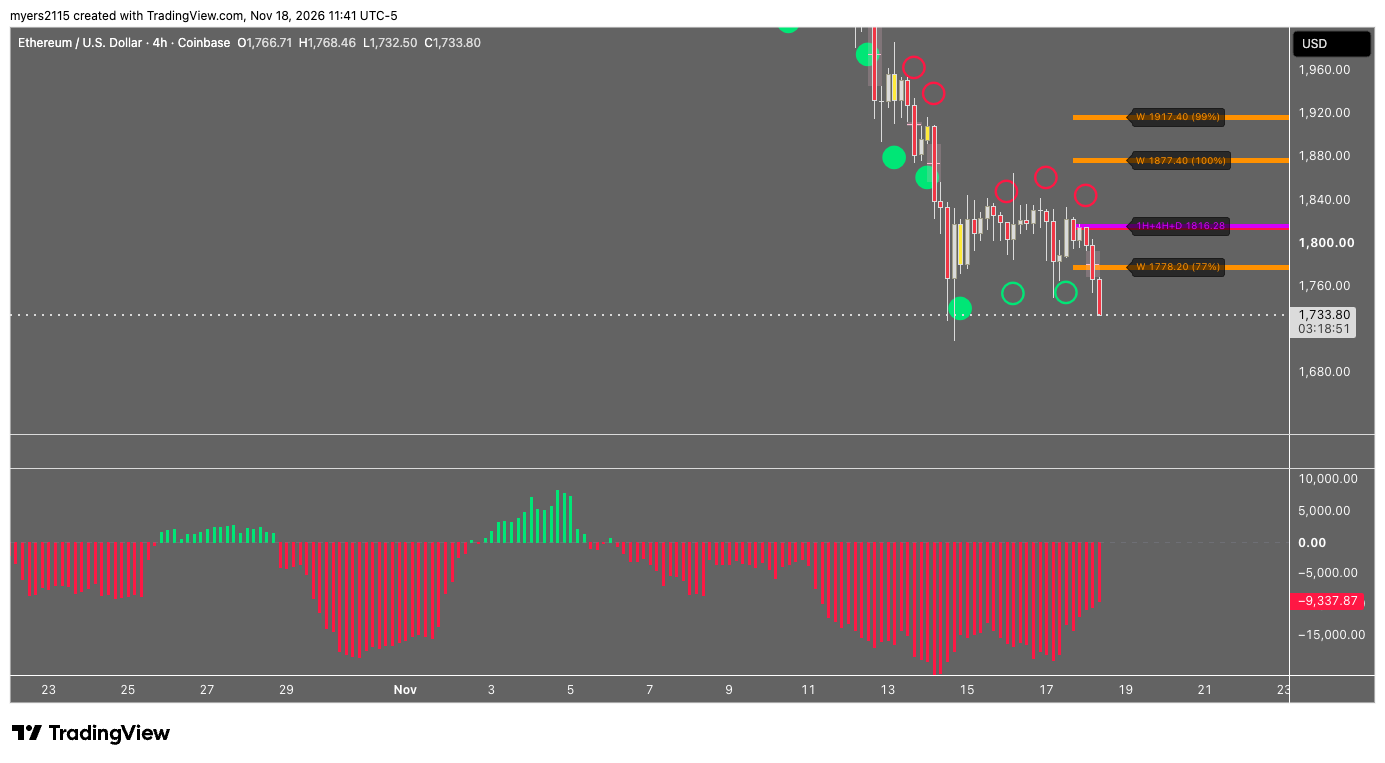 myers2115 created with TradingView.com, Nov 18, 2026 11:41 UTC-5
Ethereum / U.S. Dollar · 4h · Coinbase O1,766.71 H1,768.46 L1,732.50 C1,733.80
USD
1,960.00
1,920.00
W 1917.40 (99%)
1,880.00
W 1877.40 (100%)
1,840.00
1H+4H+D 1816.28
1,800.00
W 1778.20 (77%)
1,760.00
1,733.80
03:18:51
1,680.00
10,000.00
5,000.00
0.00
−5,000.00
−9,337.87
−15,000.00
23 25 27 29 Nov 3 5 7 9 11 13 15 17 19 21 23
TradingView